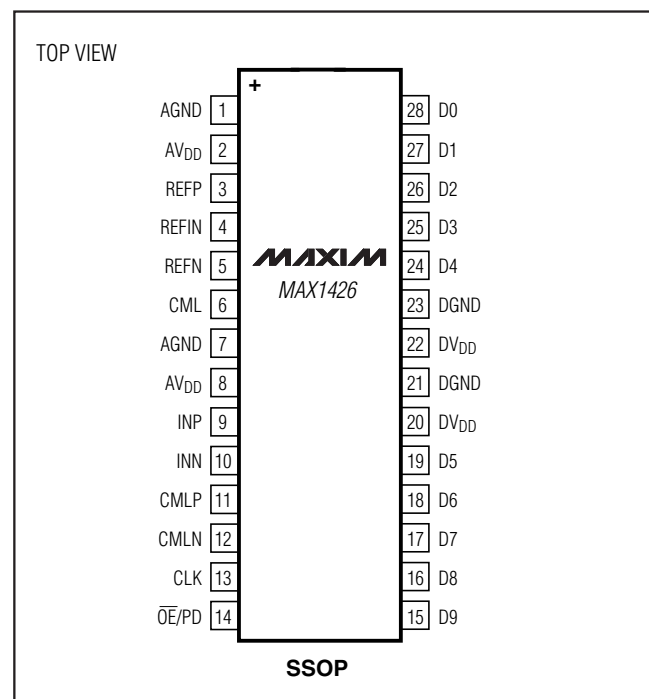 TOP VIEW
+
AGND 1
AVDD 2
REFP 3
REFIN 4
REFN 5
CML 6
AGND 7
AVDD 8
INP 9
INN 10
CMLP 11
CMLN 12
CLK 13
O̅E̅/PD 14
MAXIM
MAX1426
28 D0
27 D1
26 D2
25 D3
24 D4
23 DGND
22 DVDD
21 DGND
20 DVDD
19 D5
18 D6
17 D7
16 D8
15 D9
SSOP